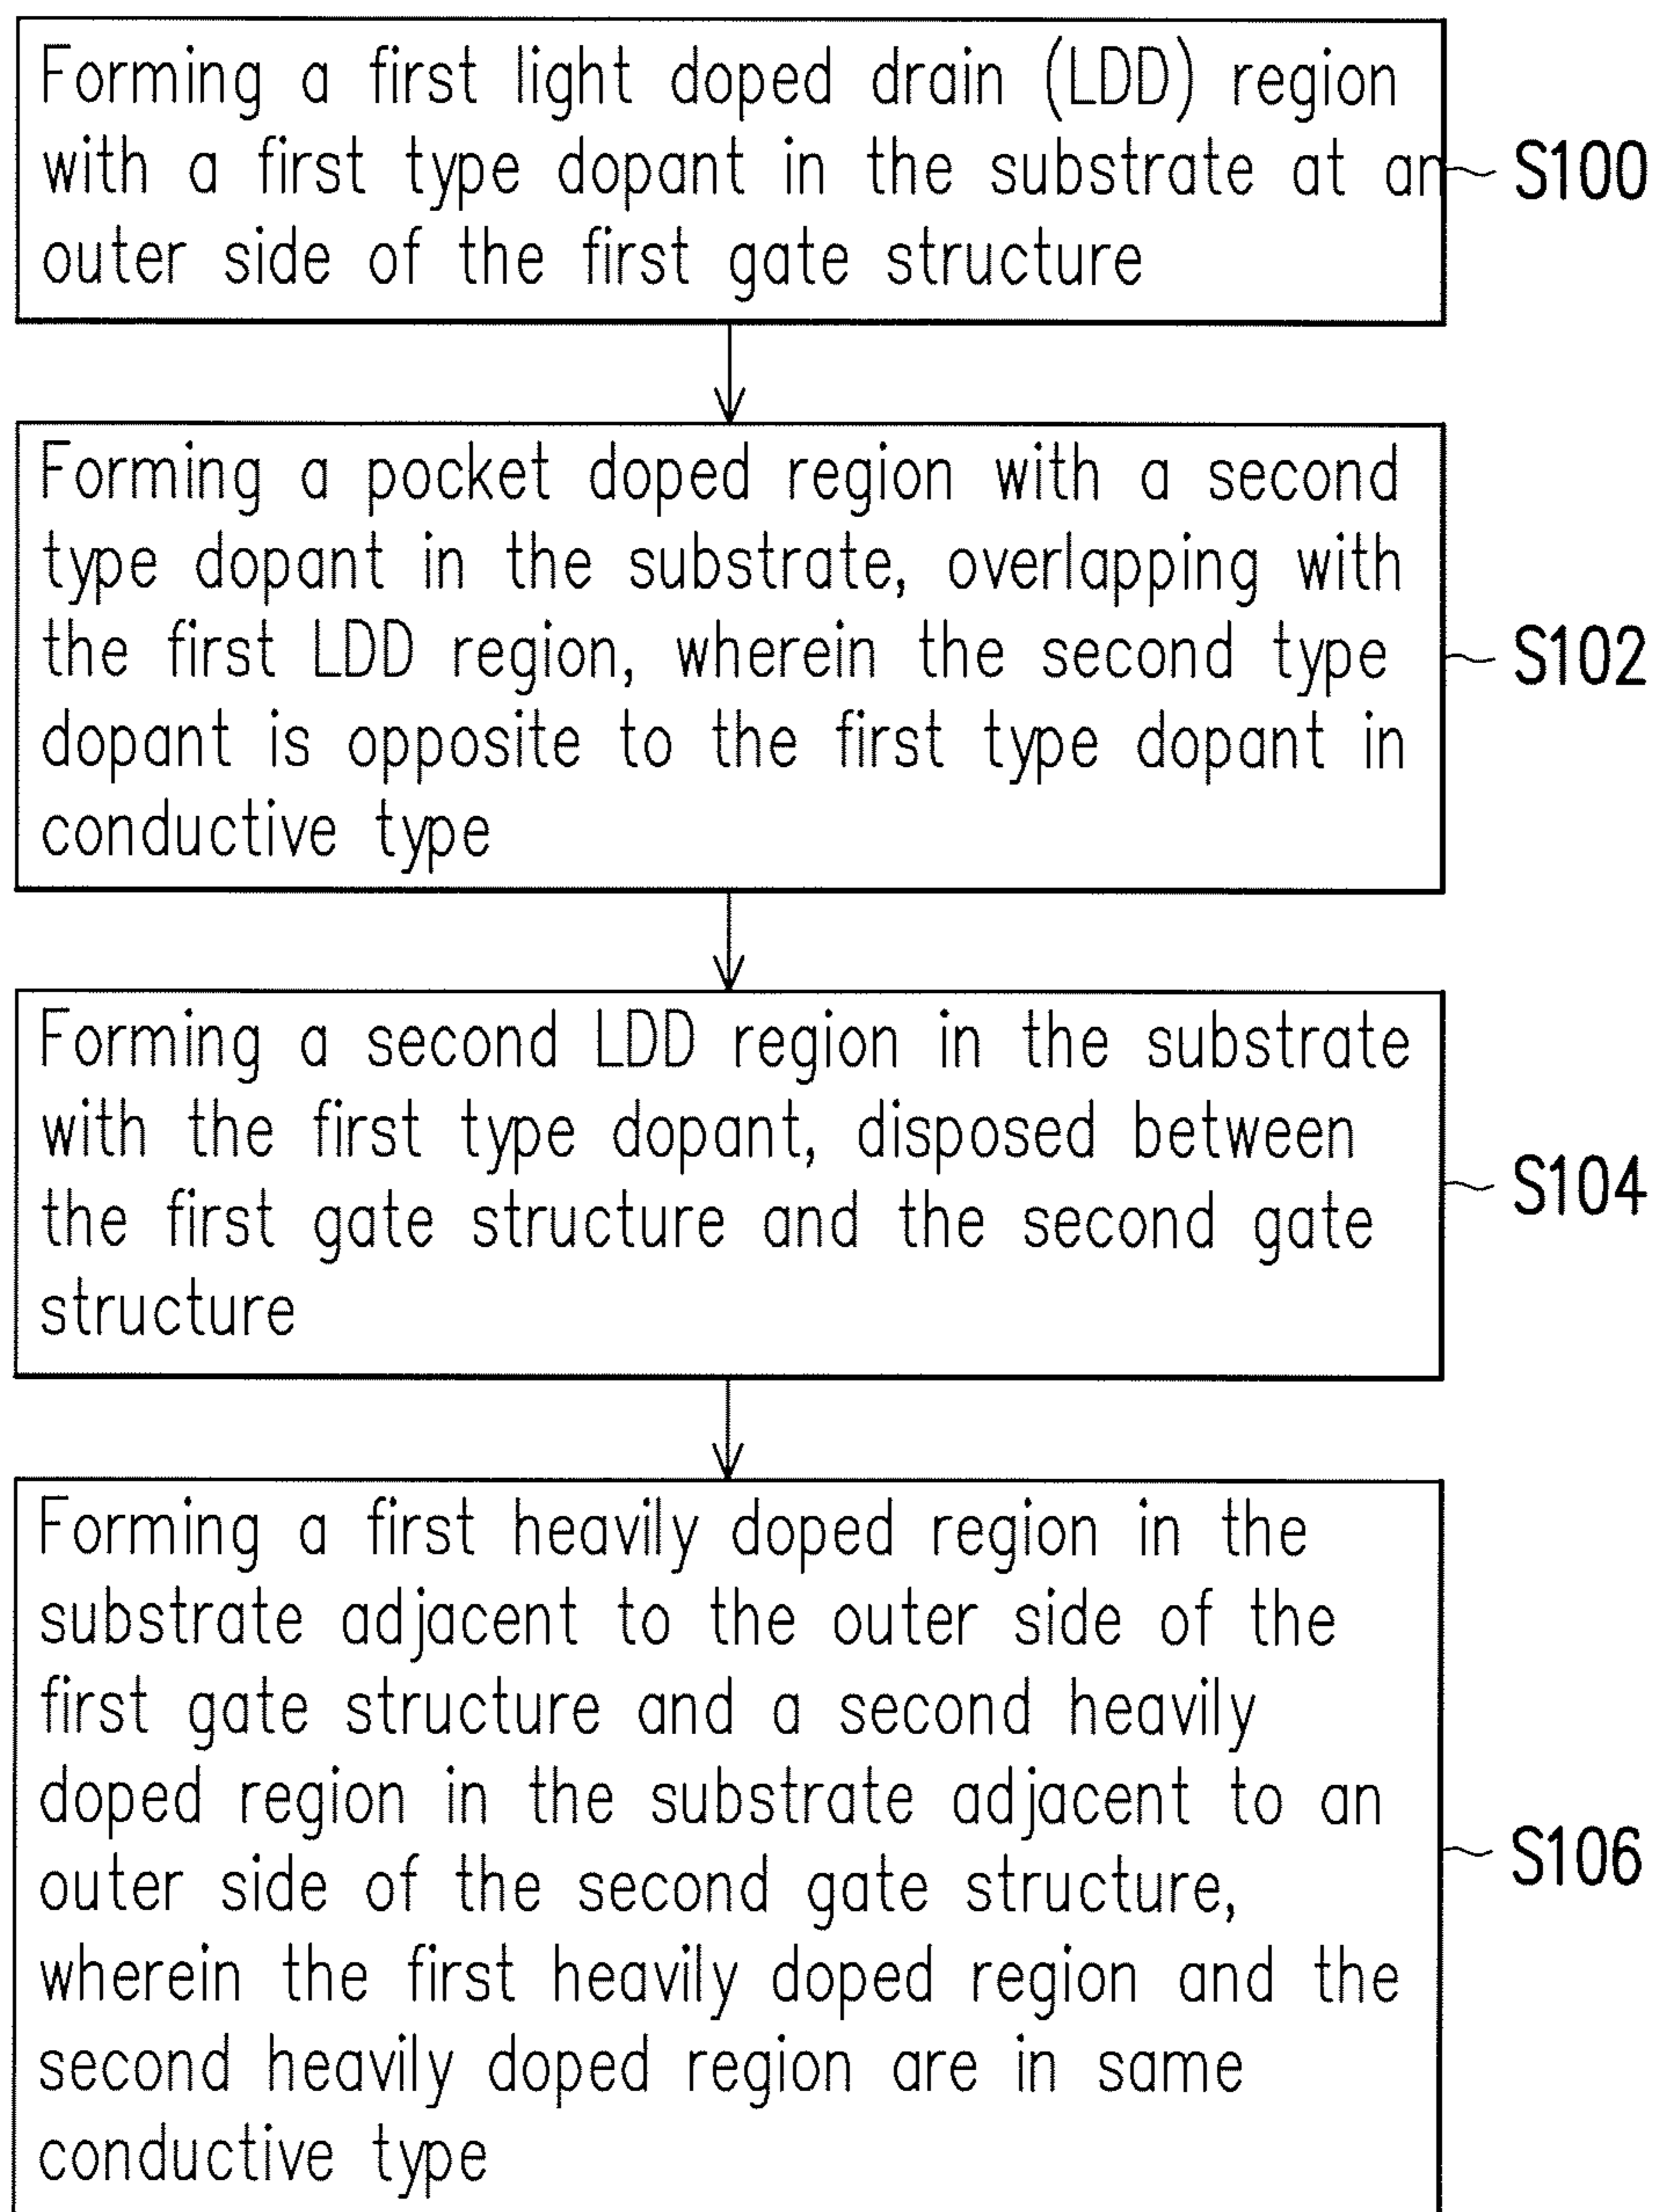 Forming a first light doped drain (LDD) region
with a first type dopant in the substrate at an
outer side of the first gate structure
S100
Forming a pocket doped region with a second
type dopant in the substrate, overlapping with
the first LDD region, wherein the second type
dopant is opposite to the first type dopant in
conductive type
S102
Forming a second LDD region in the substrate
with the first type dopant, disposed between
the first gate structure and the second gate
structure
S104
Forming a first heavily doped region in the
substrate adjacent to the outer side of the
first gate structure and a second heavily
doped region in the substrate adjacent to an
outer side of the second gate structure,
wherein the first heavily doped region and the
second heavily doped region are in same
conductive type
S106